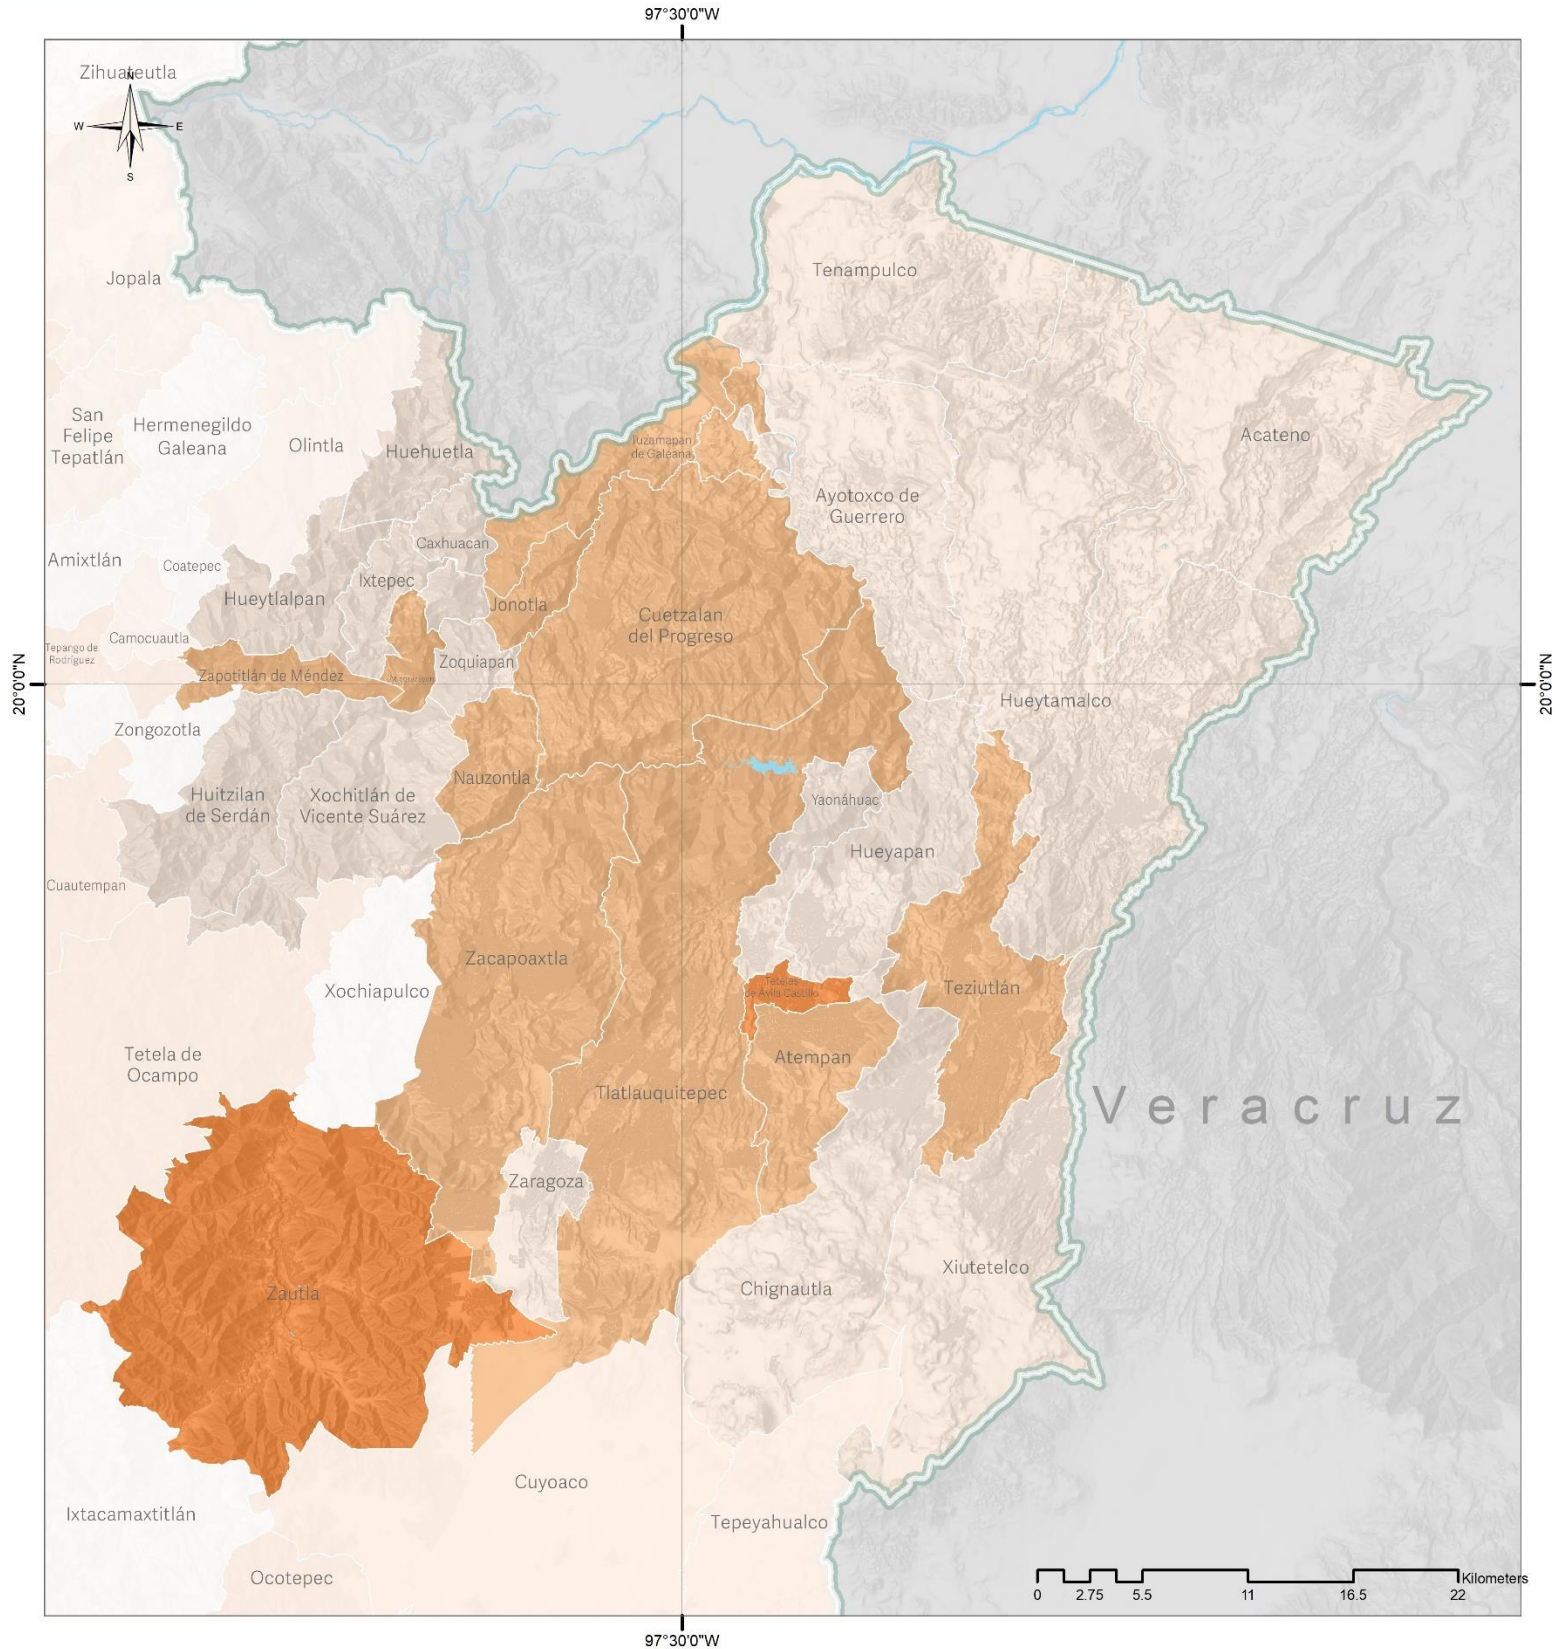 97°30'0"W
Zihuateutla
N
W
E
S
Jopala
Tenampulco
San
Felipe
Tepatlán
Hermenegildo
Galeana
Olintla
Huehuetla
Tuzamapan
de Galeana
Acateno
Ayotoxco de
Guerrero
Amixtlán
Coatepec
Caxhuacan
Ixtepec
Hueytlalpan
Jonotla
Cuetzalan
del Progreso
Camocuautla
Tepango de
Rodríguez
Zapotitlán de Méndez
Zoquiapan
20°0'0"N
20°0'0"N
Hueytamalco
Zongozotla
Nauzontla
Huitzilan
de Serdán
Xochitlán de
Vicente Suárez
Yaonáhuac
Hueyapan
Cuautempan
Zacapoaxtla
Xochiapulco
Teteles
de Ávila Castillo
Teziutlán
Tetela de
Ocampo
Atempan
Tlatlauquitepec
Veracruz
Zaragoza
Xiutetelco
Zautla
Chignautla
Cuyoaco
Ixtacamaxtitlán
Tepeyahualco
Ocotepec
Kilometers
0 2.75 5.5 11 16.5 22
97°30'0"W